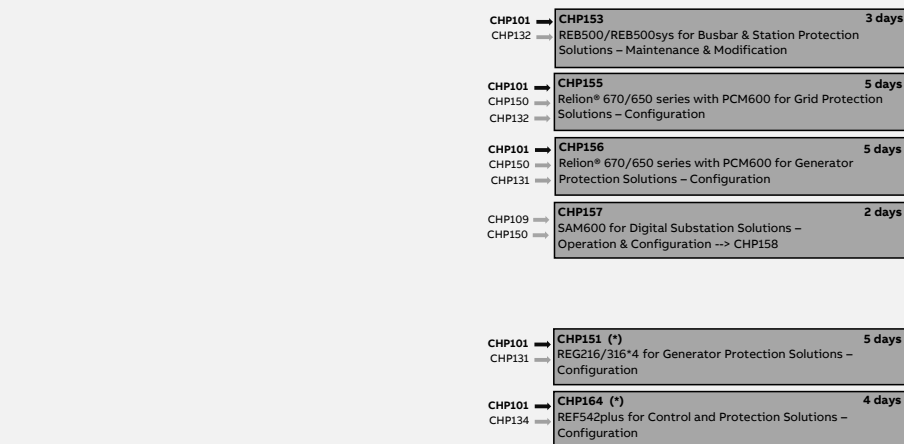 CHP101
CHP132
CHP153 3 days
REB500/REB500sys for Busbar & Station Protection
Solutions – Maintenance & Modification
CHP101
CHP150
CHP132
CHP155 5 days
Relion® 670/650 series with PCM600 for Grid Protection
Solutions – Configuration
CHP101
CHP150
CHP131
CHP156 5 days
Relion® 670/650 series with PCM600 for Generator
Protection Solutions – Configuration
CHP109
CHP150
CHP157 2 days
SAM600 for Digital Substation Solutions –
Operation & Configuration --> CHP158
CHP101
CHP131
CHP151 (*) 5 days
REG216/316*4 for Generator Protection Solutions –
Configuration
CHP101
CHP134
CHP164 (*) 4 days
REF542plus for Control and Protection Solutions –
Configuration